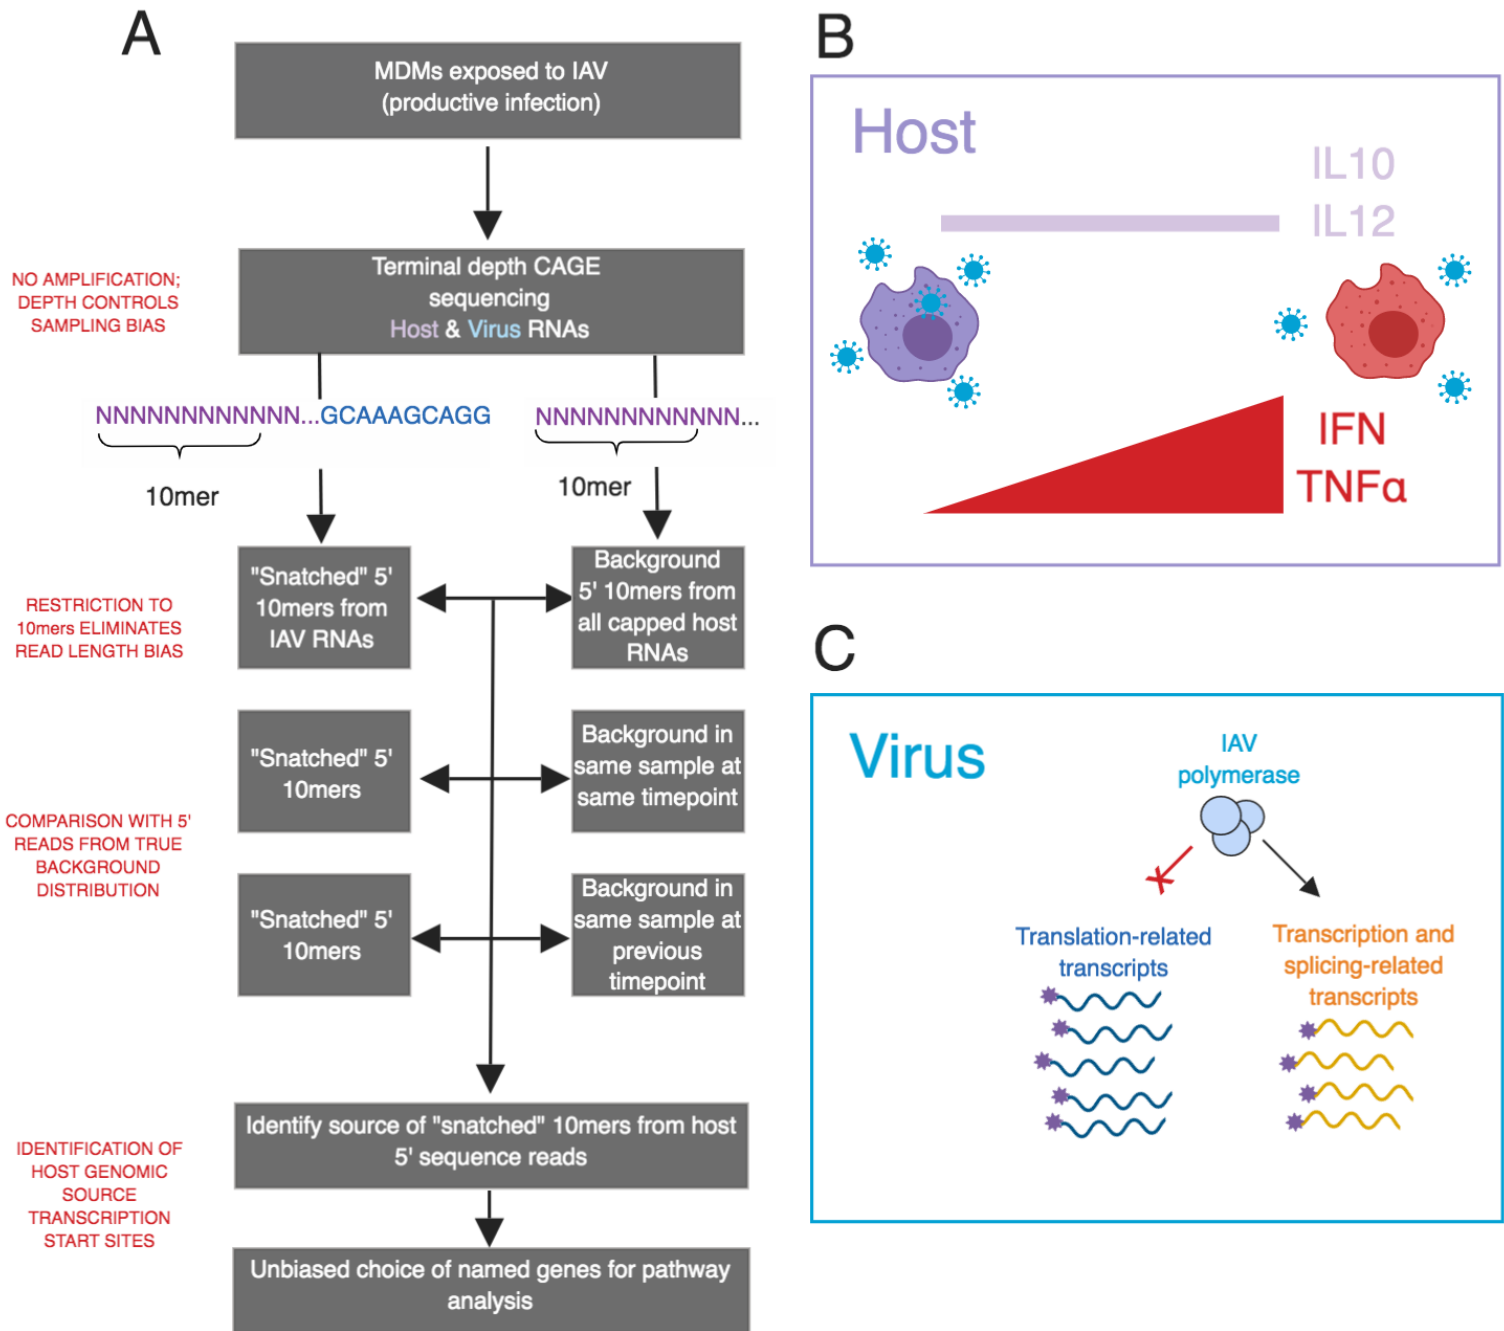 A
MDMs exposed to IAV
(productive infection)
NO AMPLIFICATION;
DEPTH CONTROLS
SAMPLING BIAS
Terminal depth CAGE
sequencing
Host & Virus RNAs
NNNNNNNNNNNN...GCAAAGCAGG
NNNNNNNNNNNN...
10mer
10mer
RESTRICTION TO
10mers ELIMINATES
READ LENGTH BIAS
"Snatched" 5'
10mers from
IAV RNAs
Background
5' 10mers from
all capped host
RNAs
COMPARISON WITH 5'
READS FROM TRUE
BACKGROUND
DISTRIBUTION
"Snatched" 5'
10mers
Background in
same sample at
same timepoint
"Snatched" 5'
10mers
Background in
same sample at
previous
timepoint
IDENTIFICATION OF
HOST GENOMIC
SOURCE
TRANSCRIPTION
START SITES
Identify source of "snatched" 10mers from host
5' sequence reads
Unbiased choice of named genes for pathway
analysis
B
Host
IL10
IL12
IFN
TNFα
C
Virus
IAV
polymerase
Translation-related
transcripts
Transcription and
splicing-related
transcripts